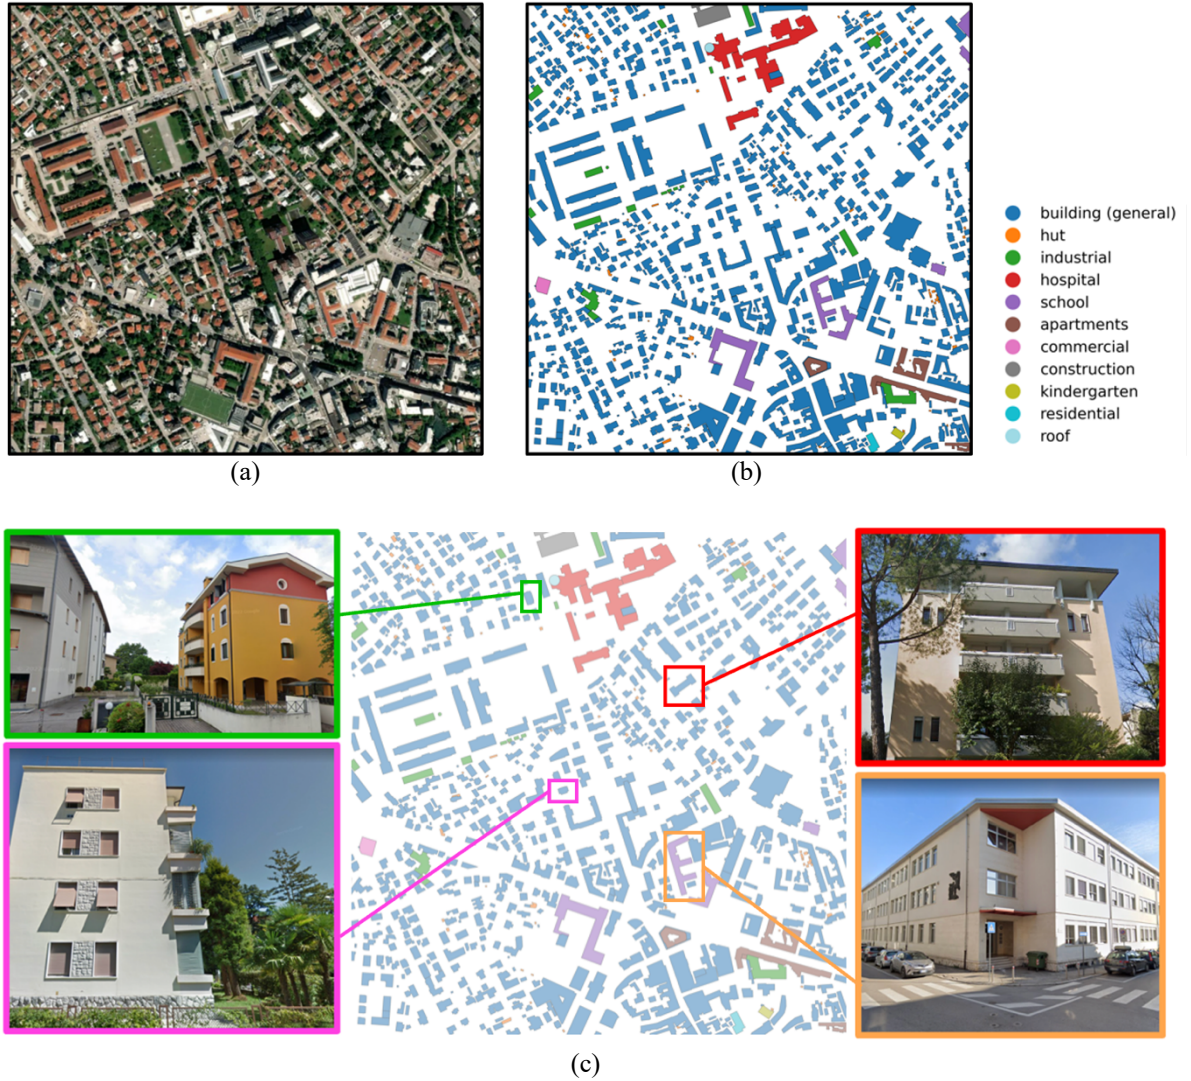 (a)
(b)
building (general)
hut
industrial
hospital
school
apartments
commercial
construction
kindergarten
residential
roof
(c)